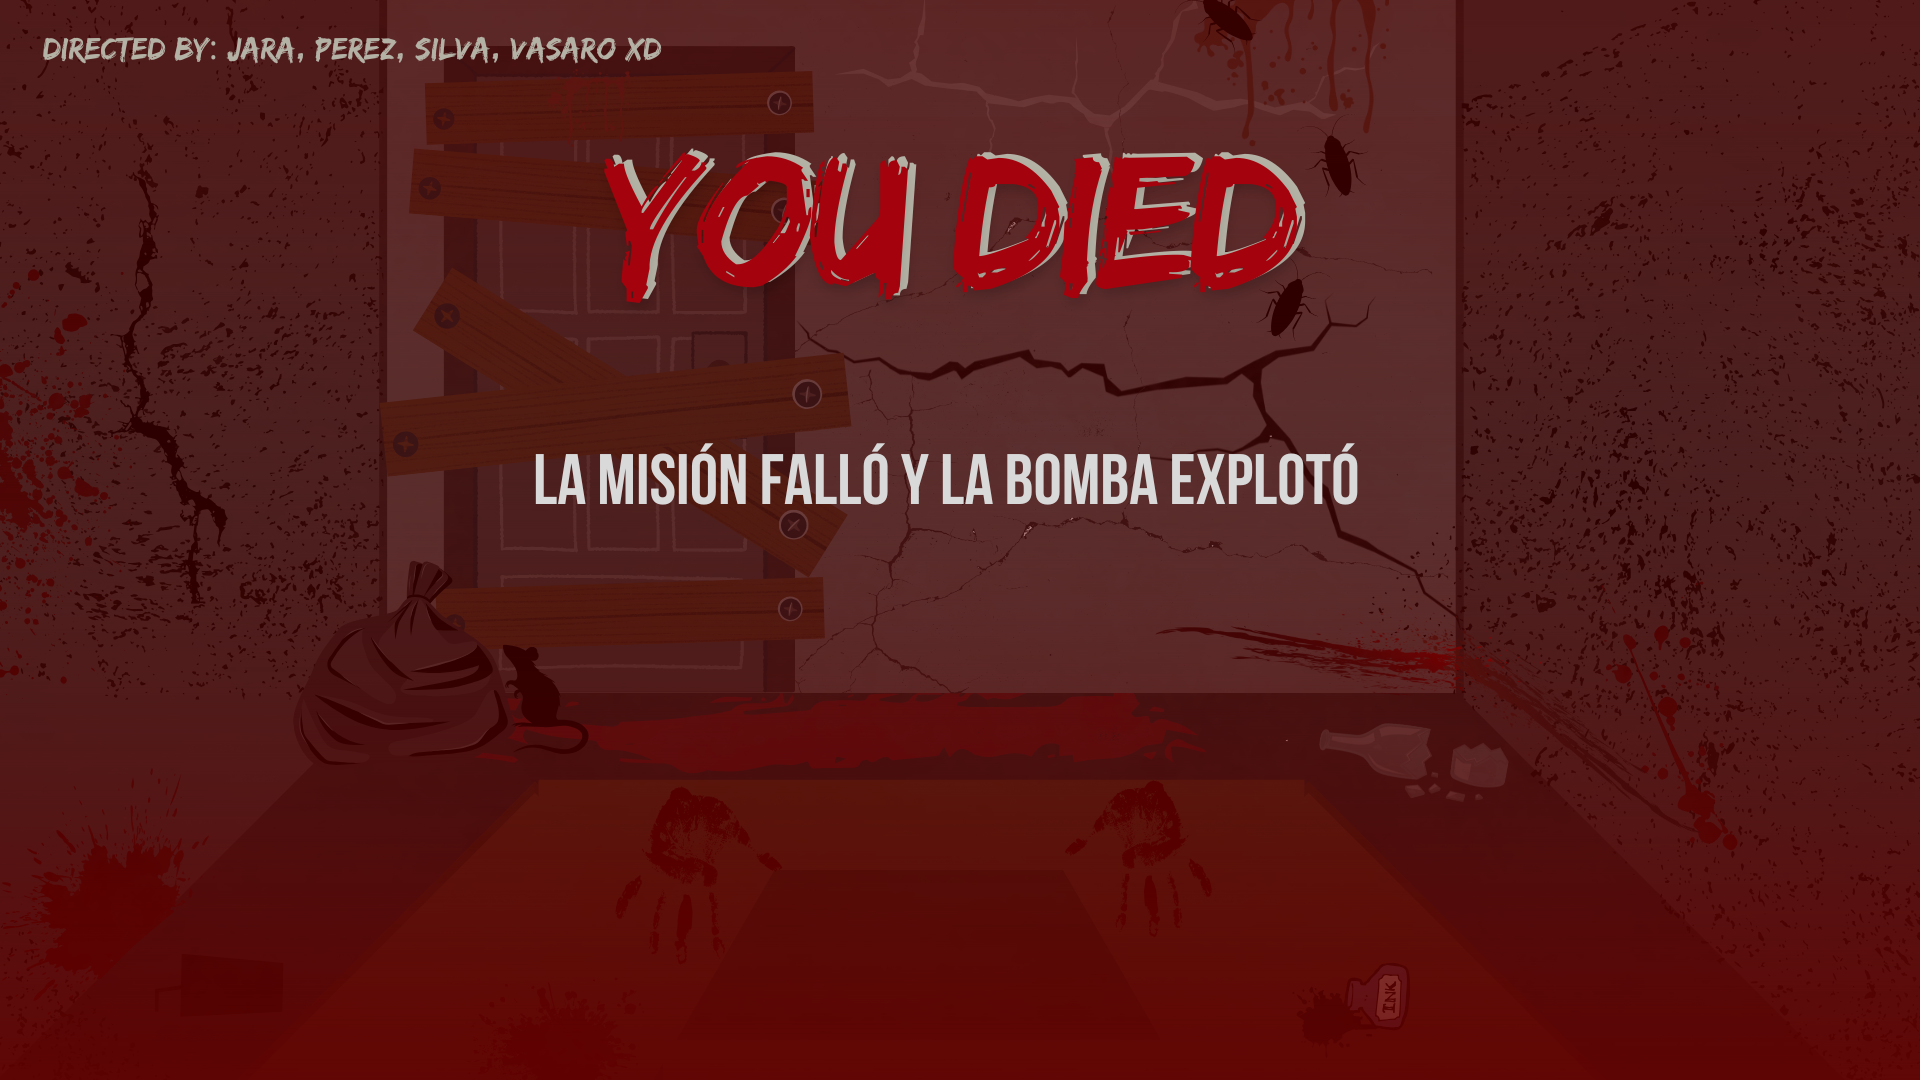 DIRECTED BY: JARA, PEREZ, SILVA, VASARO XD
YOU DIED
LA MISIÓN FALLÓ Y LA BOMBA EXPLOTÓ
INK